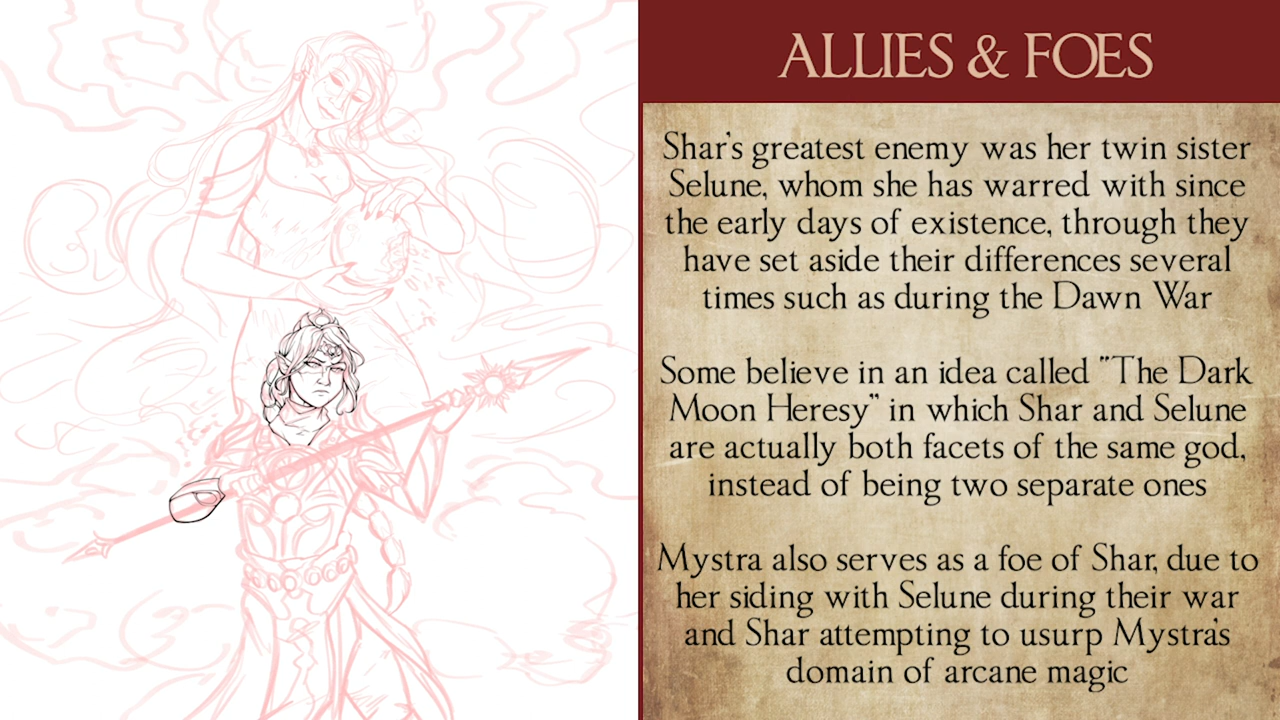 ALLIES & FOES
Shar's greatest enemy was her twin sister
Selune, whom she has warred with since
the early days of existence, through they
have set aside their differences several
times such as during the Dawn War
Some believe in an idea called "The Dark
Moon Heresy" in which Shar and Selune
are actually both facets of the same god,
instead of being two separate ones
Mystra also serves as a foe of Shar, due to
her siding with Selune during their war
and Shar attempting to usurp Mystra's
domain of arcane magic